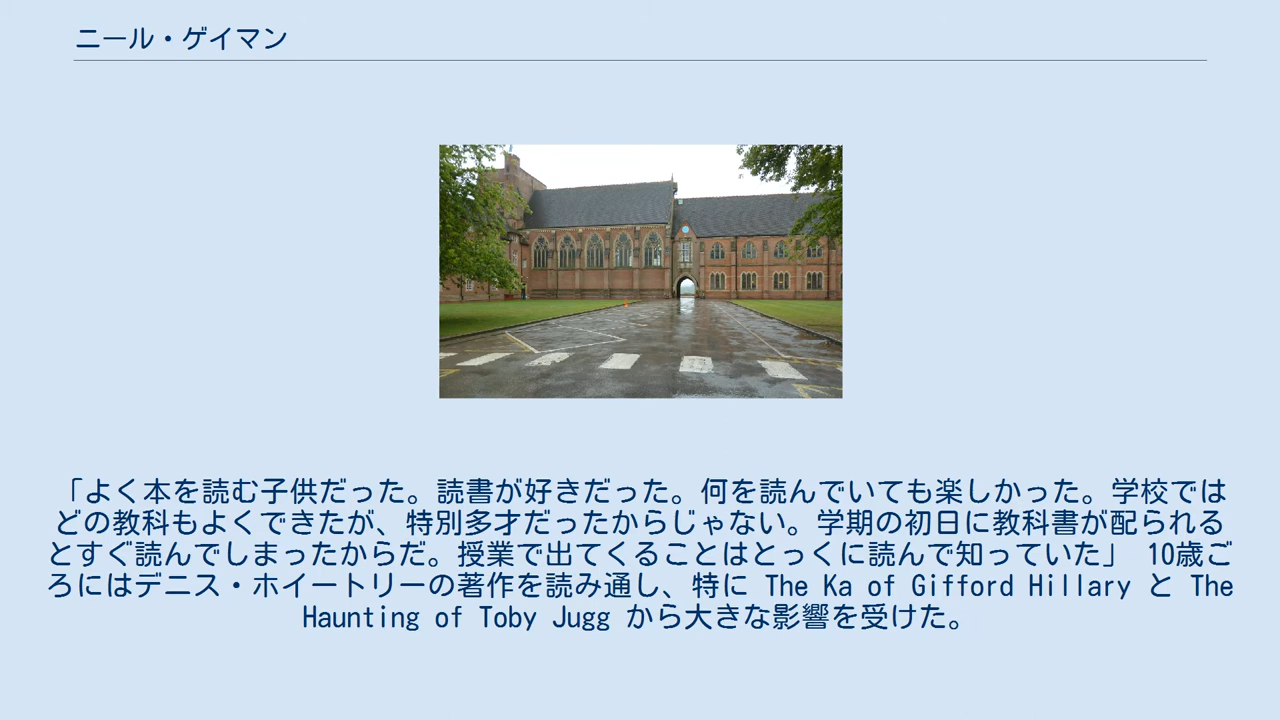 ニール・ゲイマン
「よく本を読む子供だった。読書が好きだった。何を読んでいても楽しかった。学校では
どの教科もよくできたが、特別多才だったからじゃない。学期の初日に教科書が配られる
とすぐ読んでしまったからだ。授業で出てくることはとっくに読んで知っていた」 10歳ご
ろにはデニス・ホイートリーの著作を読み通し、特に The Ka of Gifford Hillary と The
Haunting of Toby Jugg から大きな影響を受けた。